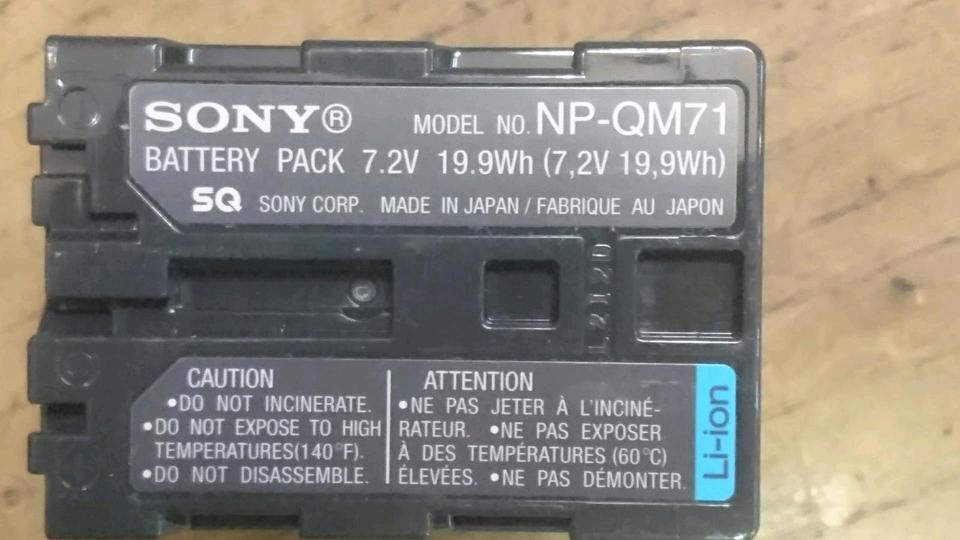 SONY®
MODEL NO. NP-QM71
BATTERY PACK 7.2V 19.9Wh (7,2V 19,9Wh)
SQ SONY CORP. MADE IN JAPAN / FABRIQUE AU JAPON
L212D
CAUTION
•DO NOT INCINERATE.
•DO NOT EXPOSE TO HIGH
TEMPERATURES(140°F).
•DO NOT DISASSEMBLE.
ATTENTION
•NE PAS JETER À L'INCINÉ-
RATEUR. •NE PAS EXPOSER
À DES TEMPÉRATURES (60°C)
ÉLEVÉES. •NE PAS DÉMONTER.
Li-ion